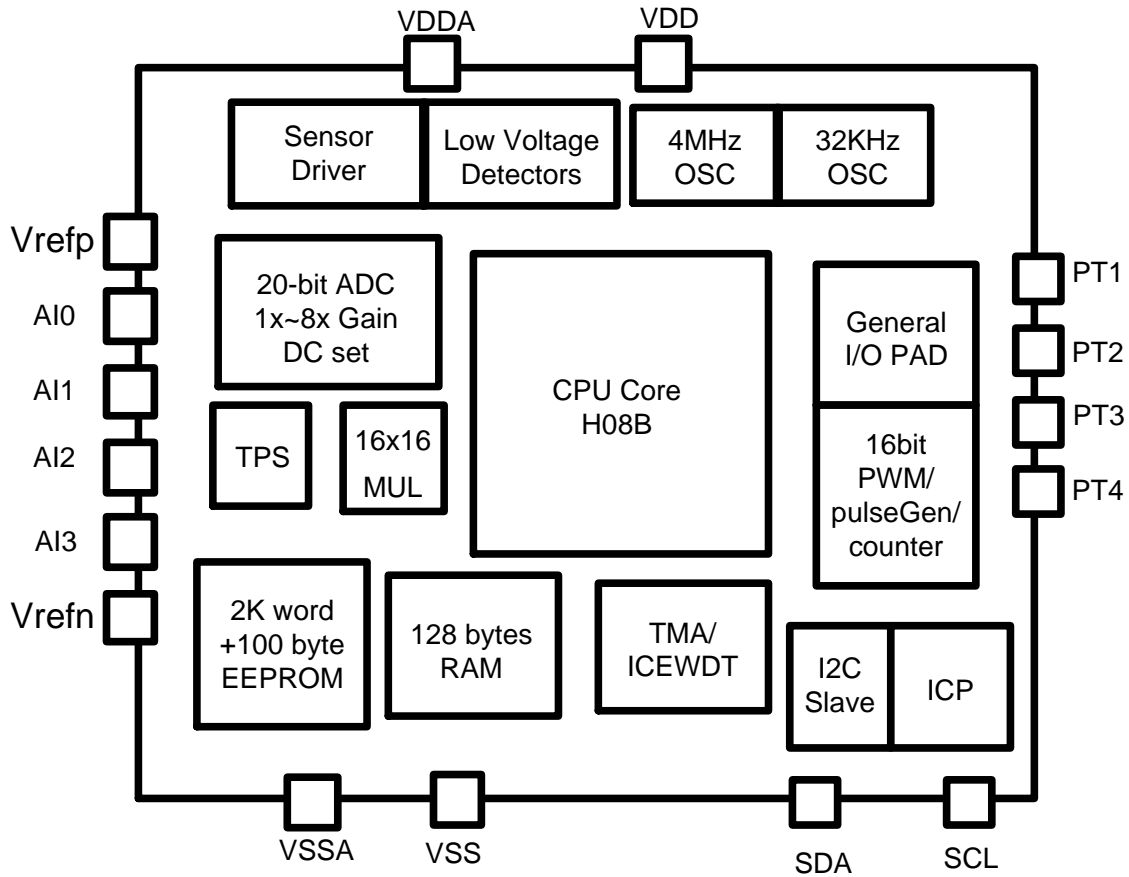 VDDA
VDD
Sensor
Driver
Low Voltage
Detectors
4MHz
OSC
32KHz
OSC
Vrefp
AI0
AI1
AI2
AI3
Vrefn
20-bit ADC
1x~8x Gain
DC set
TPS
16x16
MUL
CPU Core
H08B
General
I/O PAD
16bit
PWM/
pulseGen/
counter
PT1
PT2
PT3
PT4
2K word
+100 byte
EEPROM
128 bytes
RAM
TMA/
ICEWDT
I2C
Slave
ICP
VSSA
VSS
SDA
SCL